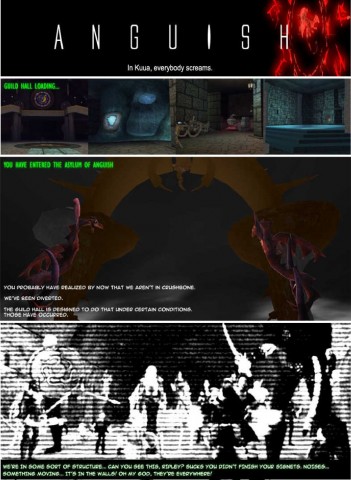 ANGUISH
In Kuua, everybody screams.
GUILD HALL LOADING...
YOU HAVE ENTERED THE ASYLUM OF ANGUISH
YOU PROBABLY HAVE REALIZED BY NOW THAT WE AREN'T IN CRUSHBONE.
WE'VE BEEN DIVERTED.
THE GUILD HALL IS DESIGNED TO DO THAT UNDER CERTAIN CONDITIONS.
THOSE HAVE OCCURRED.
WE'RE IN SOME SORT OF STRUCTURE... CAN YOU SEE THIS, RIPLEY? SUCKS YOU DIDN'T FINISH YOUR SIGNETS. NOISES...
SOMETHING MOVING... IT'S IN THE WALLS! OH MY GOD, THEY'RE EVERYWHERE!